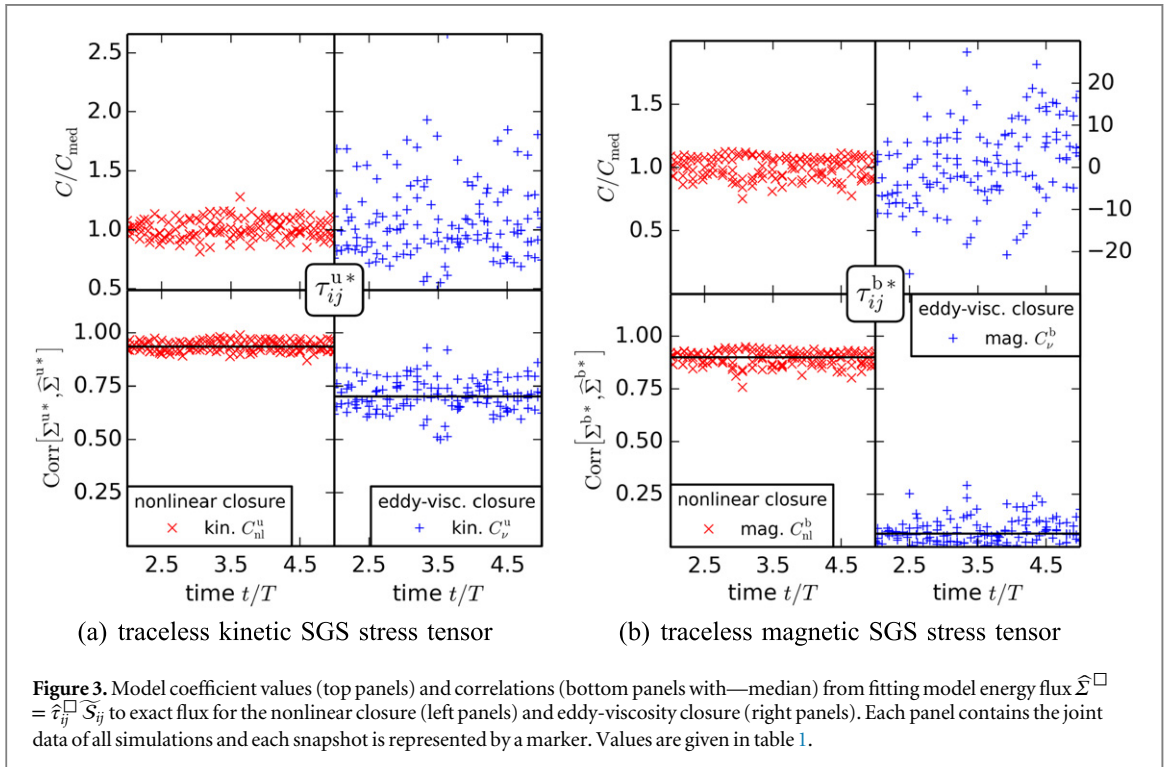 2.5
2.0
1.5
1.0
0.5
C/C_med
τ_ij^u*
1.00
0.75
0.50
0.25
Corr[Σ^u*, Σ̂^u*]
nonlinear closure
× kin. C_nl^u
eddy-visc. closure
+ kin. C_ν^u
2.5 3.5 4.5 2.5 3.5 4.5
time t/T time t/T
(a) traceless kinetic SGS stress tensor
1.5
1.0
0.5
C/C_med
20
10
0
−10
−20
τ_ij^b*
eddy-visc. closure
+ mag. C_ν^b
1.00
0.75
0.50
0.25
Corr[Σ^b*, Σ̂^b*]
nonlinear closure
× mag. C_nl^b
2.5 3.5 4.5 2.5 3.5 4.5
time t/T time t/T
(b) traceless magnetic SGS stress tensor
Figure 3. Model coefficient values (top panels) and correlations (bottom panels with—median) from fitting model energy flux Σ̂^□
= τ̂_ij^□ S̃_ij to exact flux for the nonlinear closure (left panels) and eddy-viscosity closure (right panels). Each panel contains the joint
data of all simulations and each snapshot is represented by a marker. Values are given in table 1.